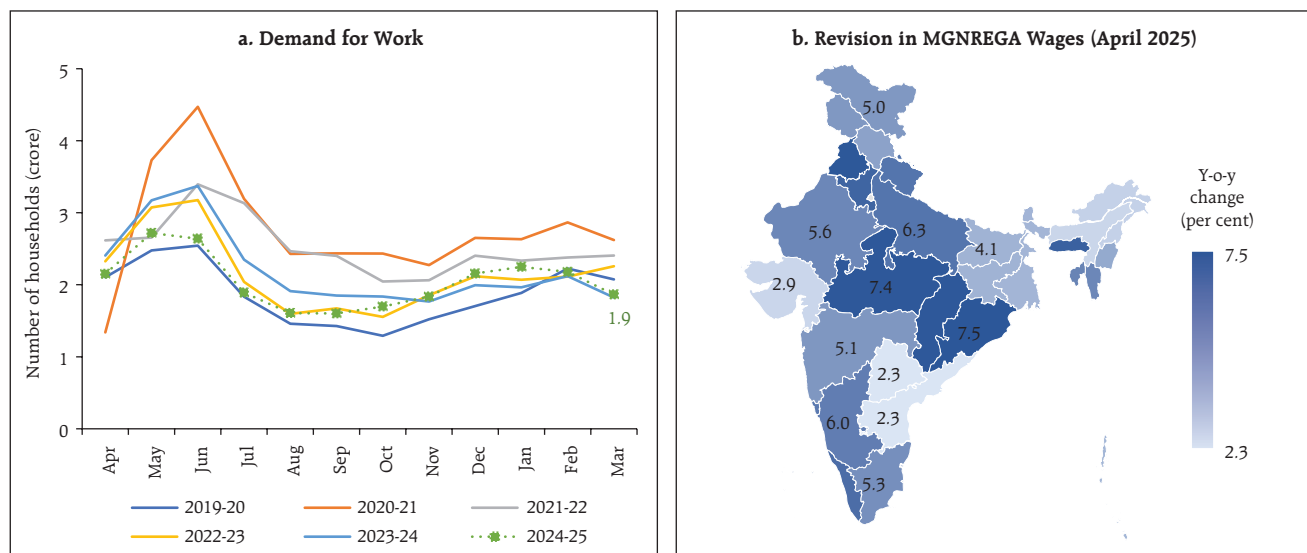 a. Demand for Work
Number of households (crore)
5
4
3
2
1
0
1.9
Apr
May
Jun
Jul
Aug
Sep
Oct
Nov
Dec
Jan
Feb
Mar
2019-20 2020-21 2021-22
2022-23 2023-24 2024-25
b. Revision in MGNREGA Wages (April 2025)
5.0
5.6
6.3
4.1
2.9
7.4
7.5
5.1
2.3
6.0
2.3
5.3
Y-o-y
change
(per cent)
7.5
2.3